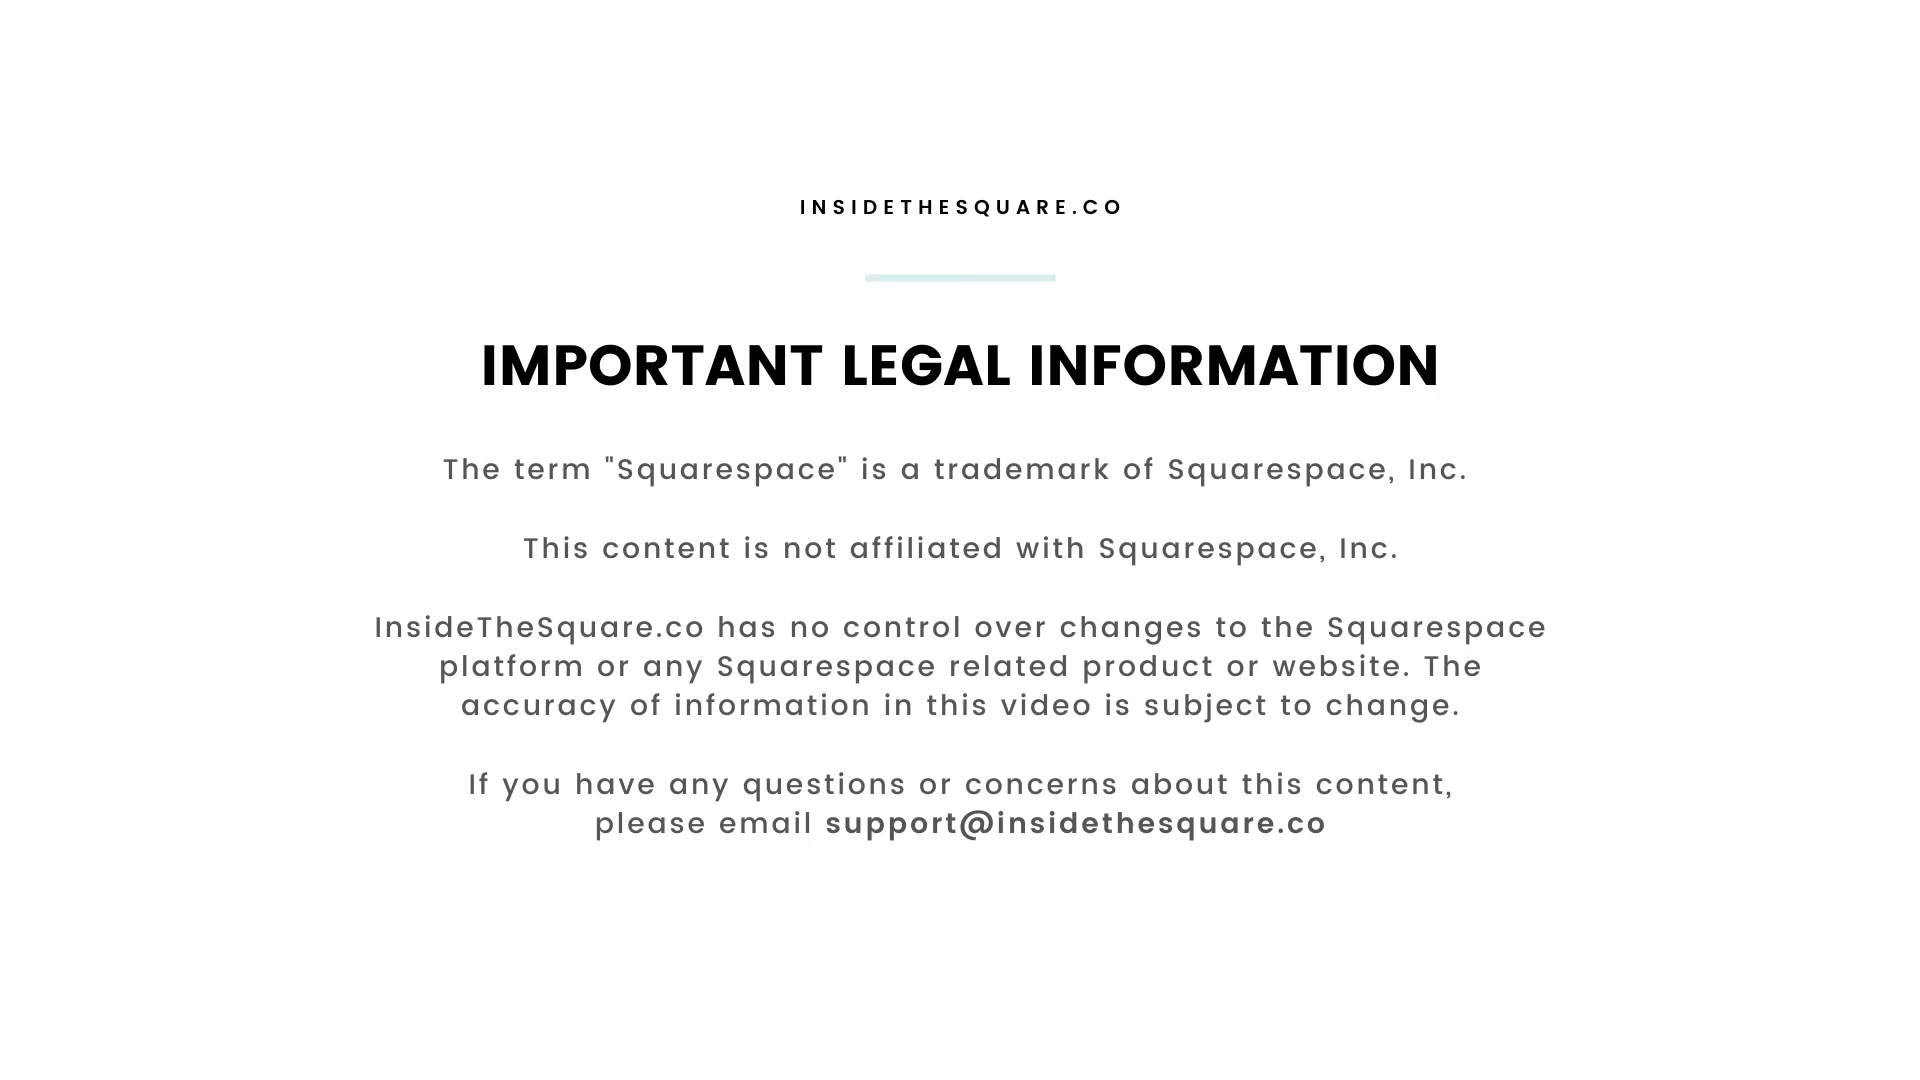 INSIDETHESQUARE.CO
IMPORTANT LEGAL INFORMATION
The term "Squarespace" is a trademark of Squarespace, Inc.
This content is not affiliated with Squarespace, Inc.
InsideTheSquare.co has no control over changes to the Squarespace
platform or any Squarespace related product or website. The
accuracy of information in this video is subject to change.
If you have any questions or concerns about this content,
please email support@insidethesquare.co